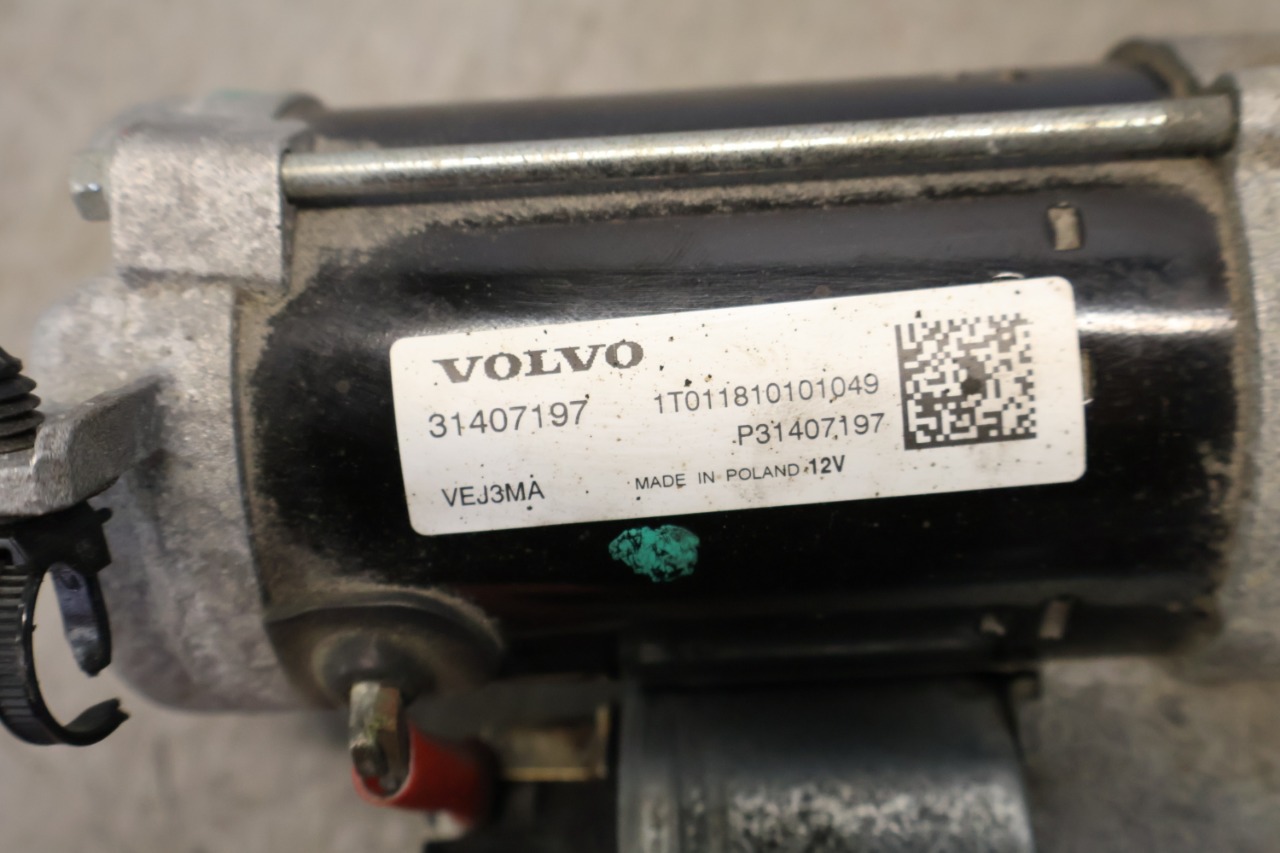 VOLVO
31407197
1T011810101049
P31407197
VEJ3MA
MADE IN POLAND 12V